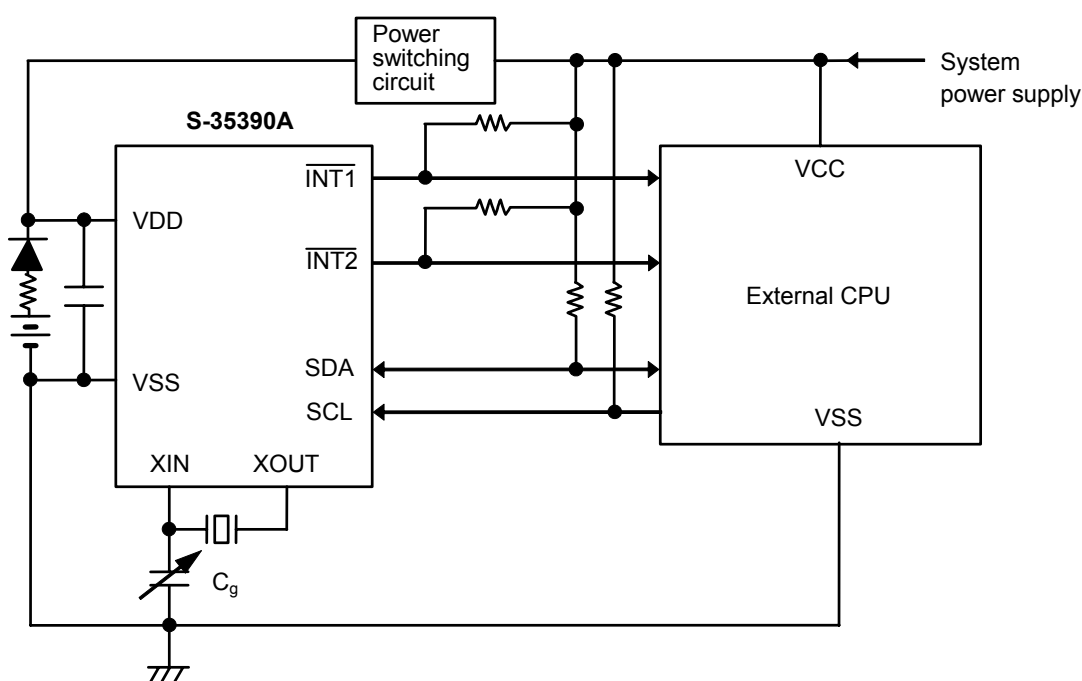 Power
switching
circuit
System
power supply
S-35390A
INT1
VCC
VDD
INT2
External CPU
SDA
VSS
SCL
VSS
XIN
XOUT
Cg